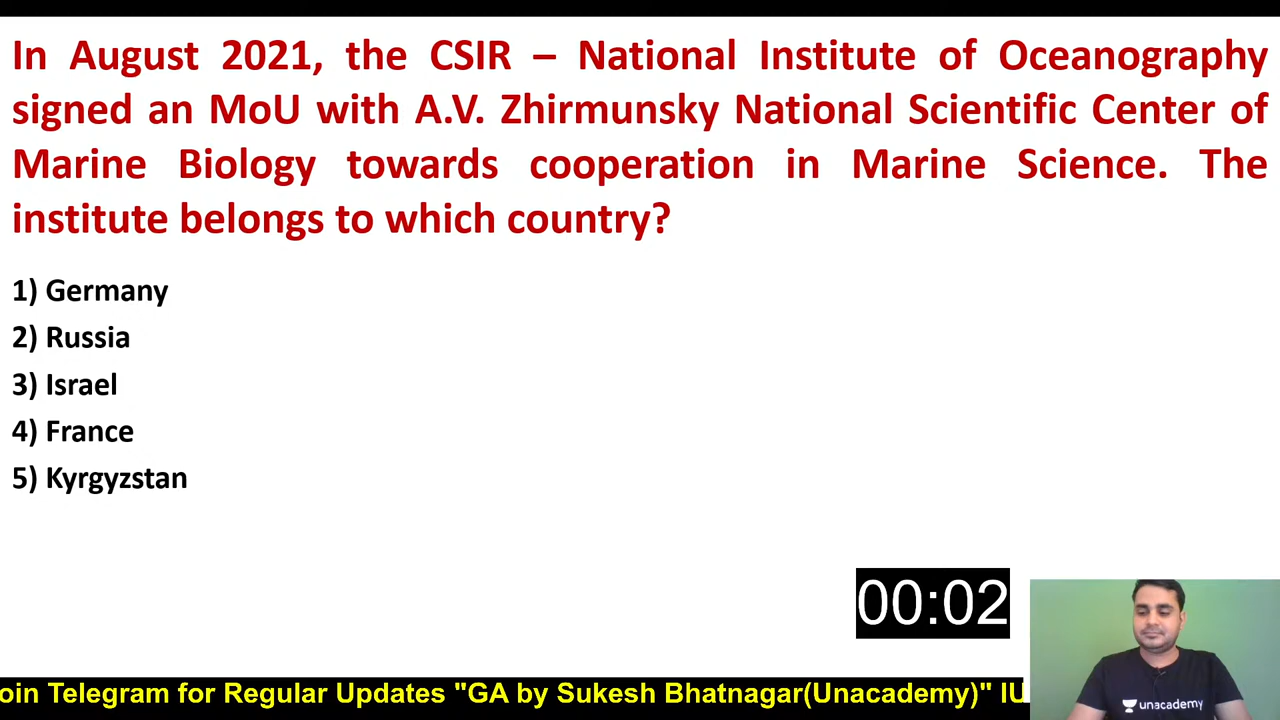 In August 2021, the CSIR – National Institute of Oceanography
signed an MoU with A.V. Zhirmunsky National Scientific Center of
Marine Biology towards cooperation in Marine Science. The
institute belongs to which country?
1) Germany
2) Russia
3) Israel
4) France
5) Kyrgyzstan
00:02
unacademy
oin Telegram for Regular Updates "GA by Sukesh Bhatnagar(Unacademy)" IU